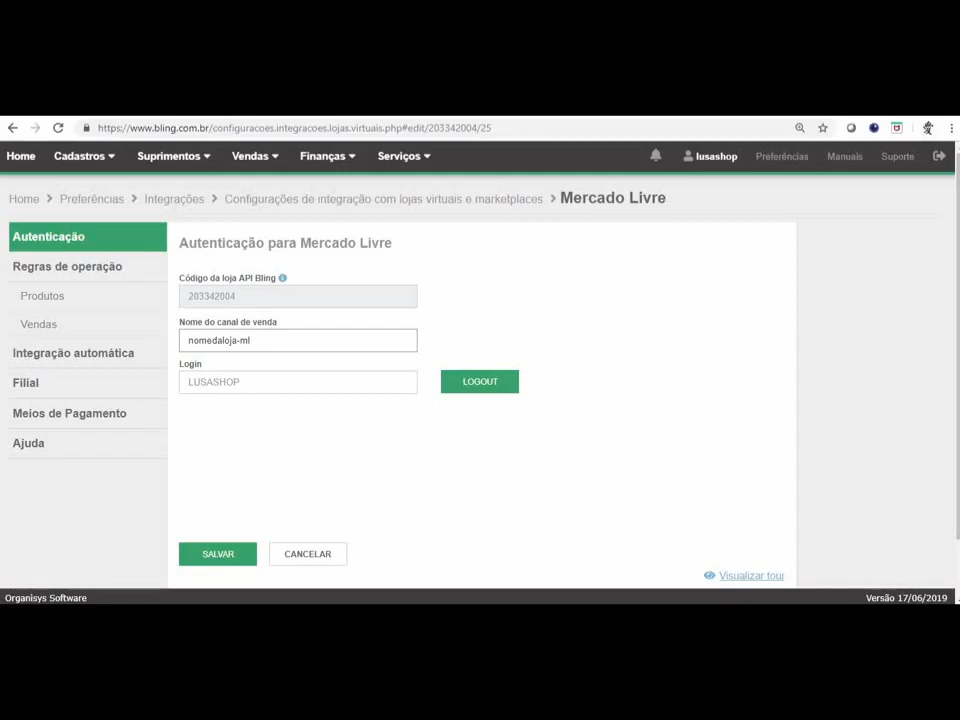 https://www.bling.com.br/configuracoes.integracoes.lojas.virtuais.php#edit/203342004/25
Home Cadastros Suprimentos Vendas Finanças Serviços lusashop Preferências Manuais Suporte
Home > Preferências > Integrações > Configurações de integração com lojas virtuais e marketplaces > Mercado Livre
Autenticação
Regras de operação
Produtos
Vendas
Integração automática
Filial
Meios de Pagamento
Ajuda
Autenticação para Mercado Livre
Código da loja API Bling
203342004
Nome do canal de venda
nomedaloja-ml
Login
LUSASHOP LOGOUT
SALVAR CANCELAR
Visualizar tour
Organisys Software Versão 17/06/2019